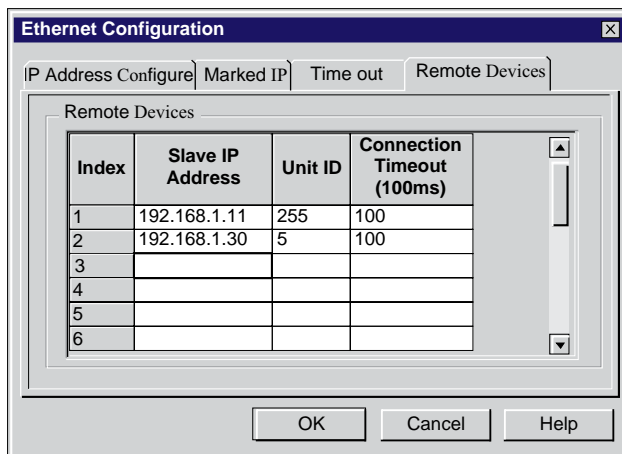 Ethernet Configuration
IP Address Configure Marked IP Time out Remote Devices
Remote Devices
Index Slave IP Address Unit ID Connection Timeout (100ms)
1 192.168.1.11 255 100
2 192.168.1.30 5 100
3
4
5
6
OK Cancel Help